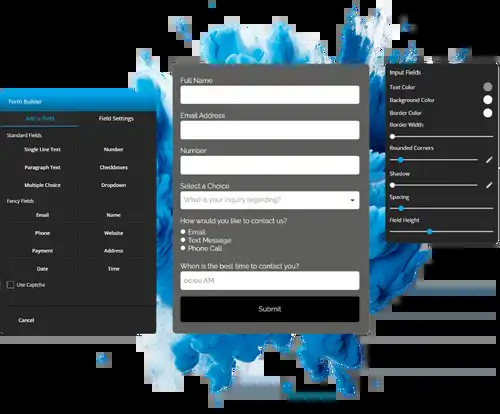 Form Builder
Add a Field
Field Settings
Standard Fields
Single Line Text
Number
Paragraph Text
Checkboxes
Multiple Choice
Dropdown
Fancy Fields
Email
Name
Phone
Website
Payment
Address
Date
Time
Use Captcha
Cancel
Full Name
Email Address
Number
Select a Choice
What is your inquiry regarding?
How would you like to contact us?
Email
Text Message
Phone Call
When is the best time to contact you?
00:00 AM
Submit
Input Fields
Text Color
Background Color
Border Color
Border Width
Rounded Corners
Shadow
Spacing
Field Height